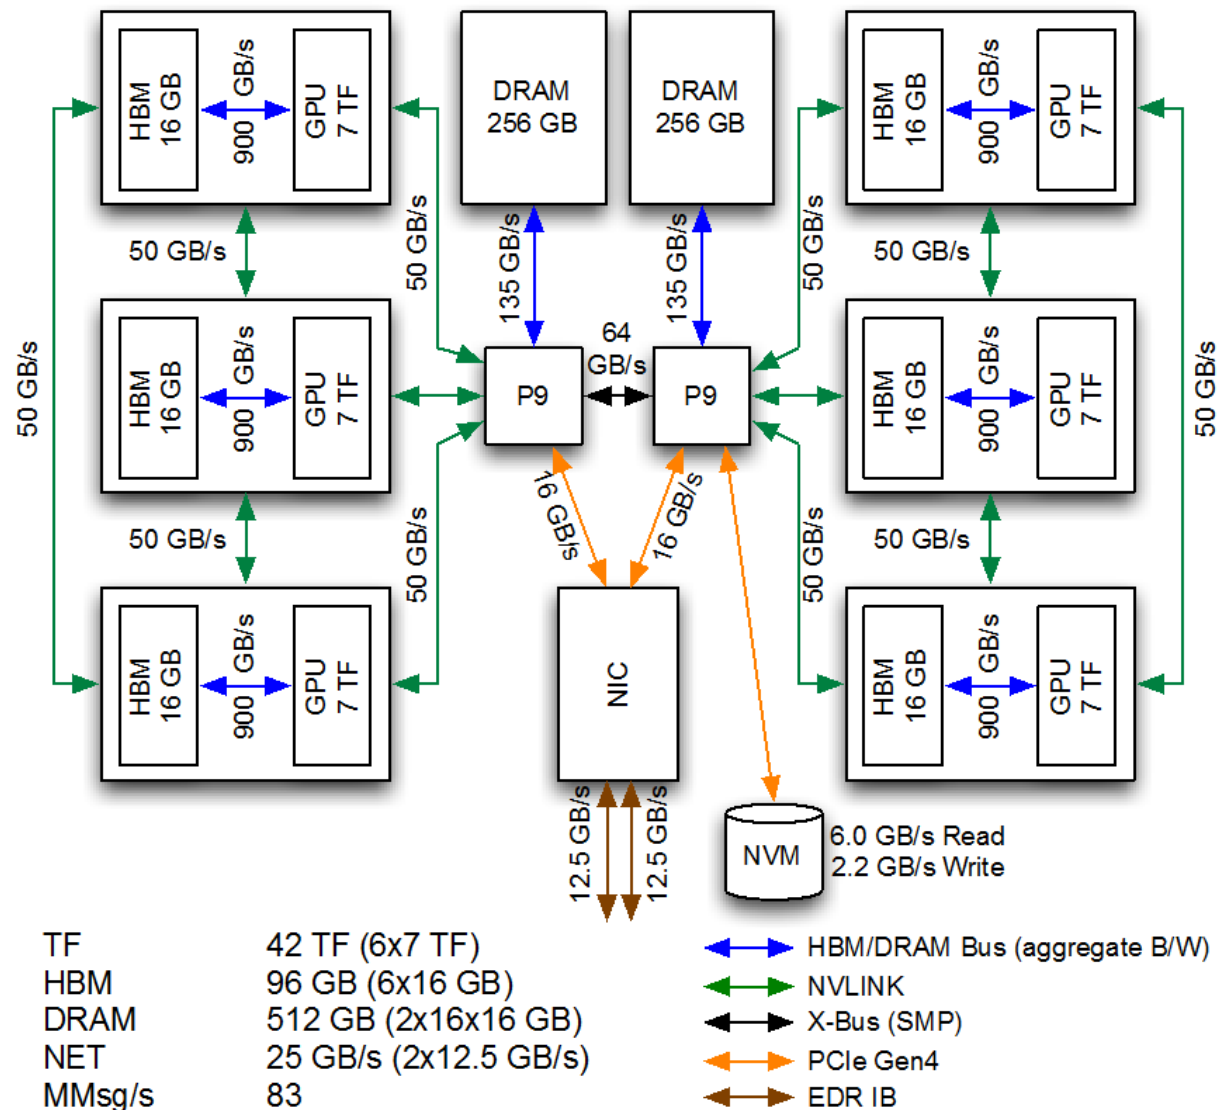 HBM
16 GB
900 GB/s
GPU
7 TF
DRAM
256 GB
DRAM
256 GB
HBM
16 GB
900 GB/s
GPU
7 TF
50 GB/s
50 GB/s
135 GB/s
135 GB/s
50 GB/s
50 GB/s
50 GB/s
HBM
16 GB
900 GB/s
GPU
7 TF
P9
64
GB/s
P9
HBM
16 GB
900 GB/s
GPU
7 TF
50 GB/s
50 GB/s
50 GB/s
16 GB/s
16 GB/s
50 GB/s
50 GB/s
HBM
16 GB
900 GB/s
GPU
7 TF
NIC
HBM
16 GB
900 GB/s
GPU
7 TF
12.5 GB/s
12.5 GB/s
NVM
6.0 GB/s Read
2.2 GB/s Write
TF 42 TF (6x7 TF)
HBM 96 GB (6x16 GB)
DRAM 512 GB (2x16x16 GB)
NET 25 GB/s (2x12.5 GB/s)
MMsg/s 83
HBM/DRAM Bus (aggregate B/W)
NVLINK
X-Bus (SMP)
PCIe Gen4
EDR IB